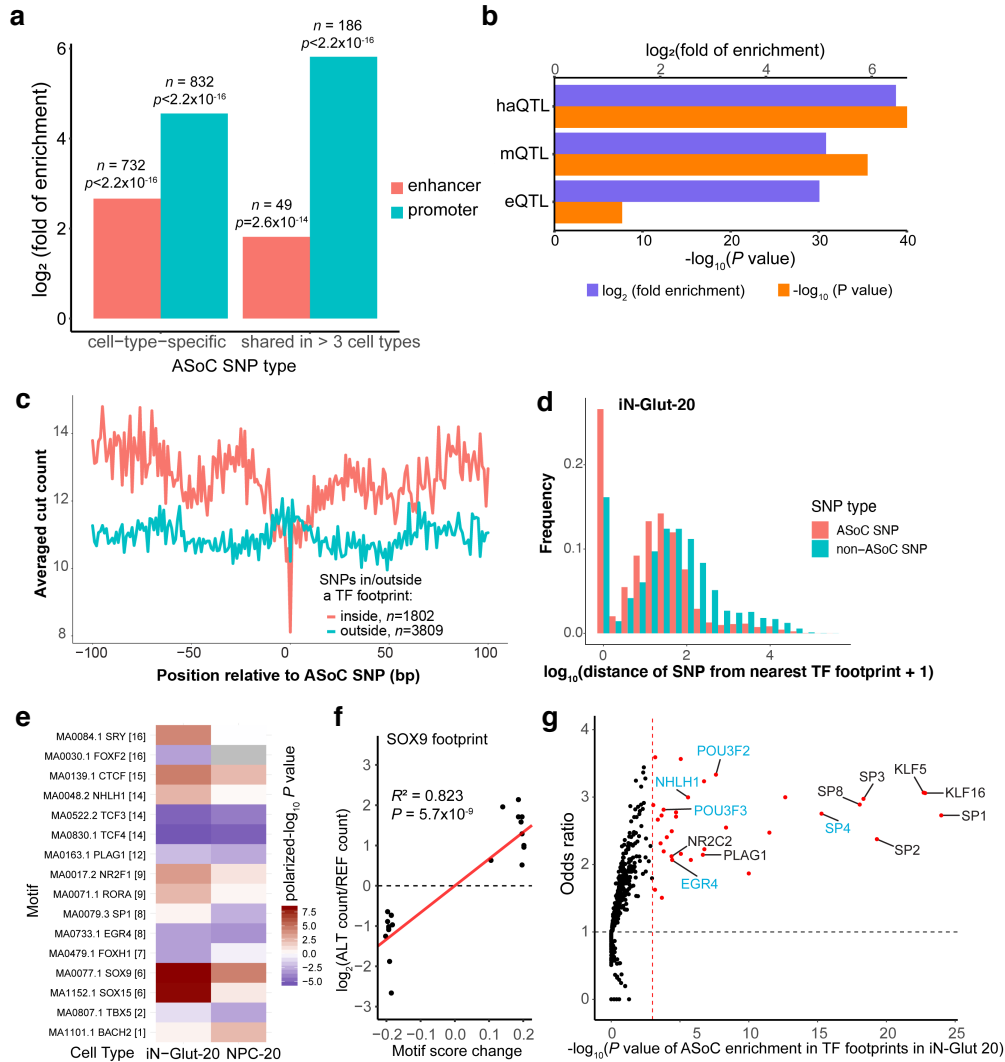 a
n = 186
p<2.2x10⁻¹⁶
n = 832
p<2.2x10⁻¹⁶
n = 732
p<2.2x10⁻¹⁶
n = 49
p=2.6x10⁻¹⁴
6
4
2
0
log₂ (fold of enrichment)
enhancer
promoter
cell−type−specific
shared in > 3 cell types
ASoC SNP type
b
log₂(fold of enrichment)
0 2 4 6
haQTL
mQTL
eQTL
0 10 20 30 40
-log₁₀(P value)
log₂ (fold enrichment)
-log₁₀ (P value)
c
14
12
10
8
Averaged cut count
SNPs in/outside
a TF footprint:
inside, n=1802
outside, n=3809
−100 −50 0 50 100
Position relative to ASoC SNP (bp)
d
iN-Glut-20
0.2
0.1
0.0
Frequency
SNP type
ASoC SNP
non−ASoC SNP
0 2 4
log₁₀(distance of SNP from nearest TF footprint + 1)
e
Motif
MA0084.1 SRY [16]
MA0030.1 FOXF2 [16]
MA0139.1 CTCF [15]
MA0048.2 NHLH1 [14]
MA0522.2 TCF3 [14]
MA0830.1 TCF4 [14]
MA0163.1 PLAG1 [12]
MA0017.2 NR2F1 [9]
MA0071.1 RORA [9]
MA0079.3 SP1 [8]
MA0733.1 EGR4 [8]
MA0479.1 FOXH1 [7]
MA0077.1 SOX9 [6]
MA1152.1 SOX15 [6]
MA0807.1 TBX5 [2]
MA1101.1 BACH2 [1]
Cell Type iN−Glut-20 NPC-20
polarized-log₁₀ P value
7.5
5.0
2.5
0.0
−2.5
−5.0
f
SOX9 footprint
R² = 0.823
P = 5.7x10⁻⁹
3
2
1
0
−1
−2
−3
log₂(ALT count/REF count)
−0.2 −0.1 0.0 0.1 0.2
Motif score change
g
4
3
2
1
0
Odds ratio
POU3F2
NHLH1
POU3F3
NR2C2
PLAG1
EGR4
SP8
SP3
SP4
KLF5
KLF16
SP1
SP2
0 5 10 15 20 25
-log₁₀(P value of ASoC enrichment in TF footprints in iN-Glut 20)